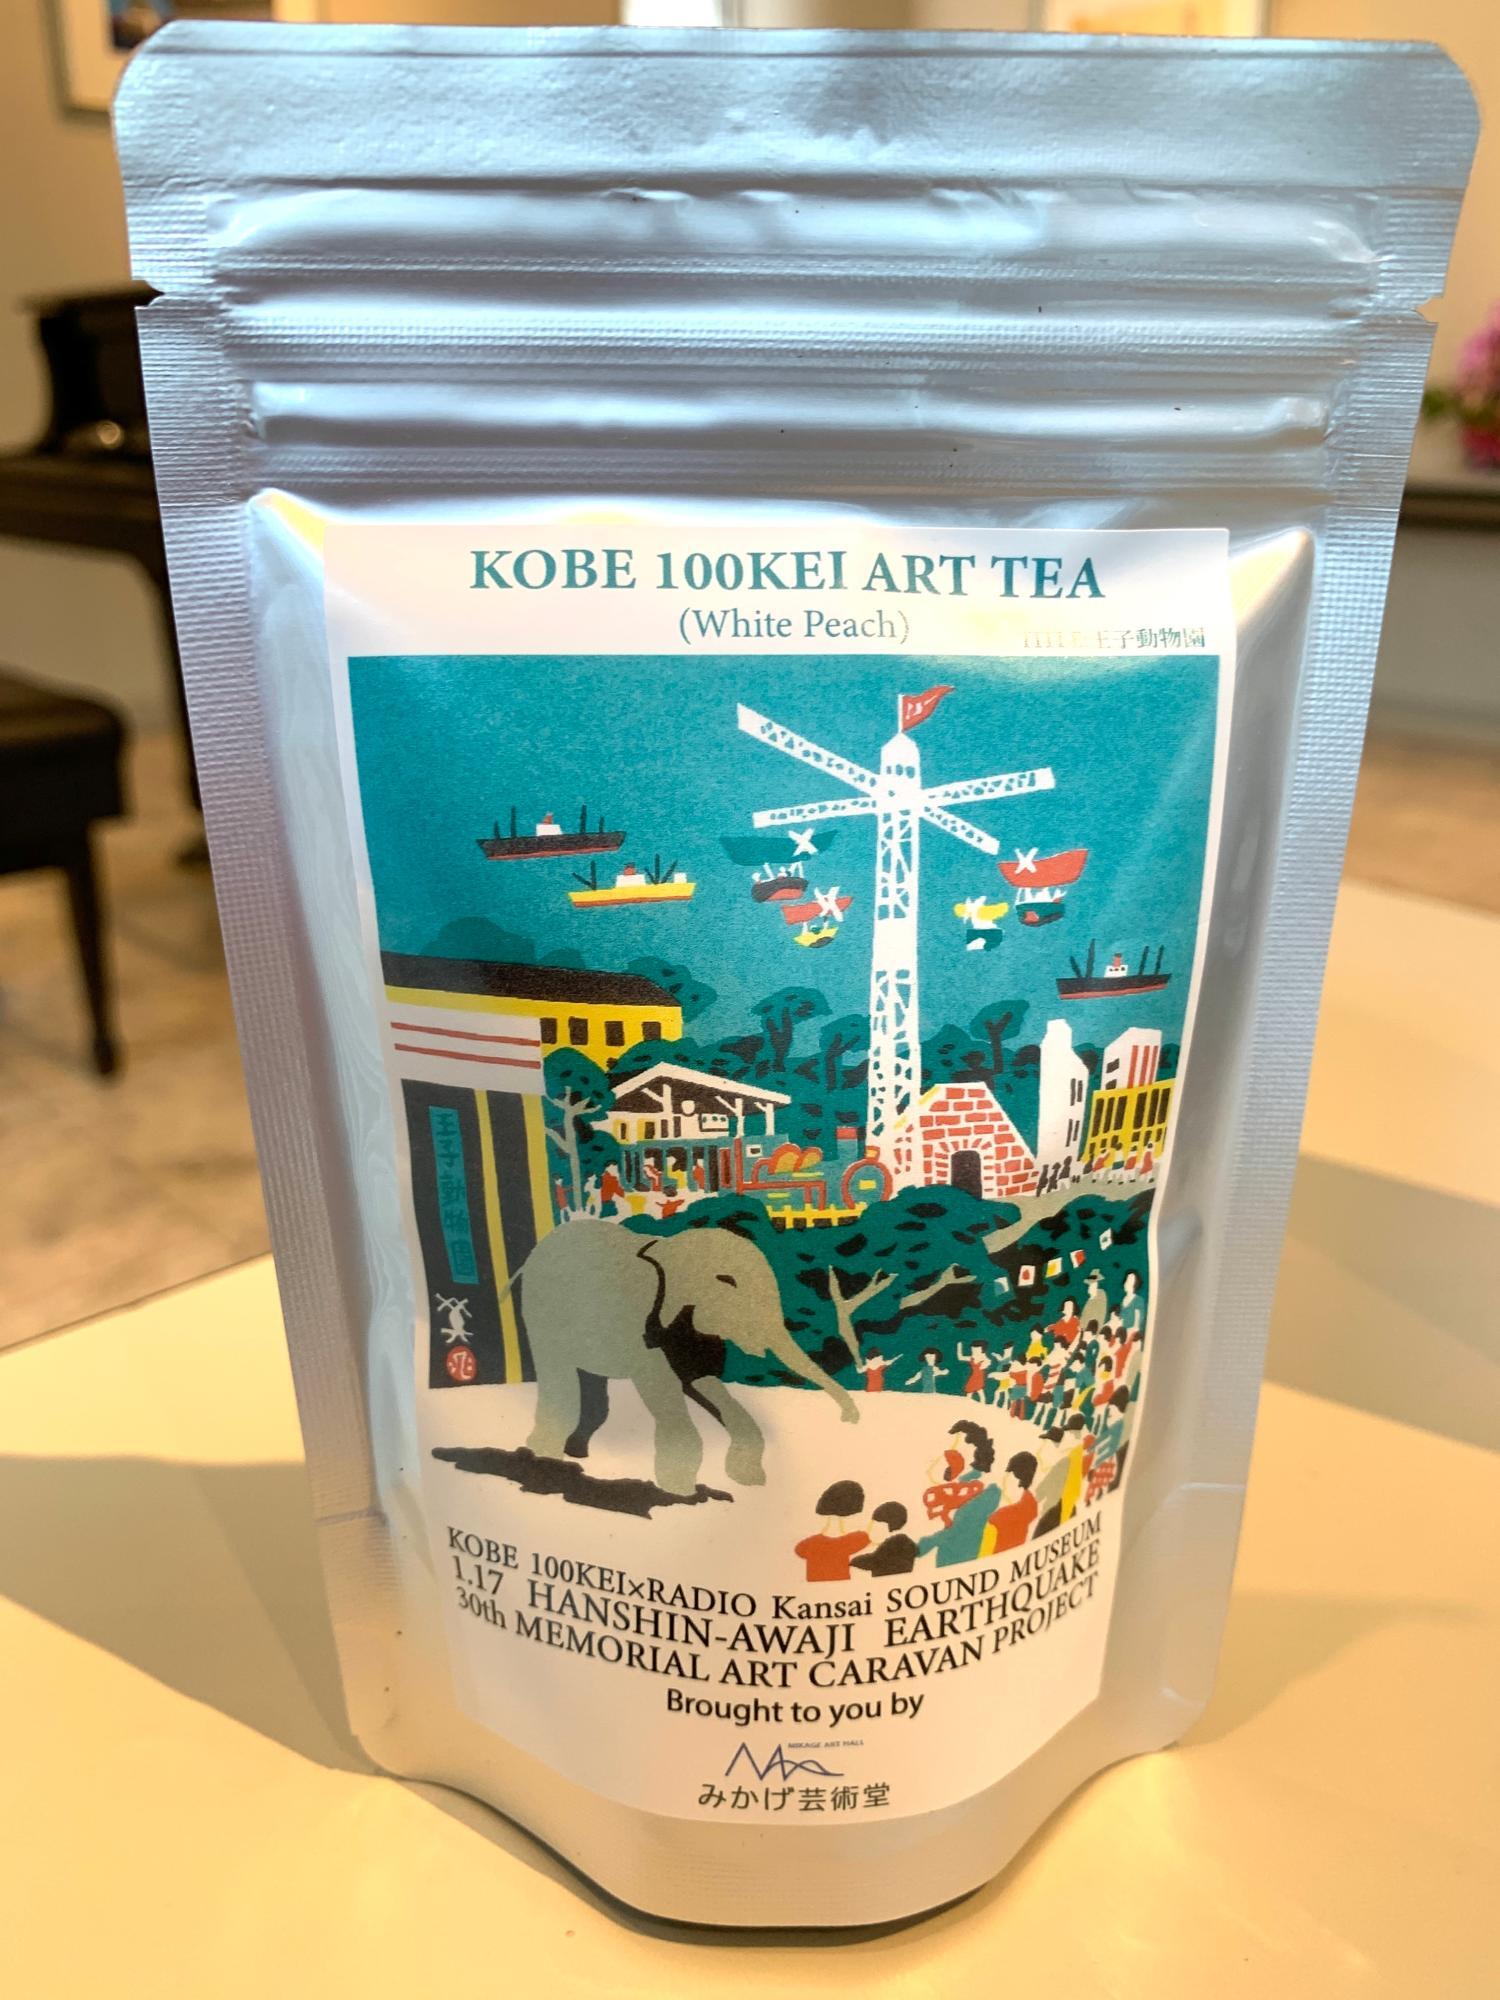 KOBE 100KEI ART TEA
(White Peach)
TITLE:王子動物園
王子動物園
KOBE 100KEI×RADIO Kansai SOUND MUSEUM
1.17 HANSHIN-AWAJI EARTHQUAKE
30th MEMORIAL ART CARAVAN PROJECT
Brought to you by
MIKAGE ART HALL
みかげ芸術堂